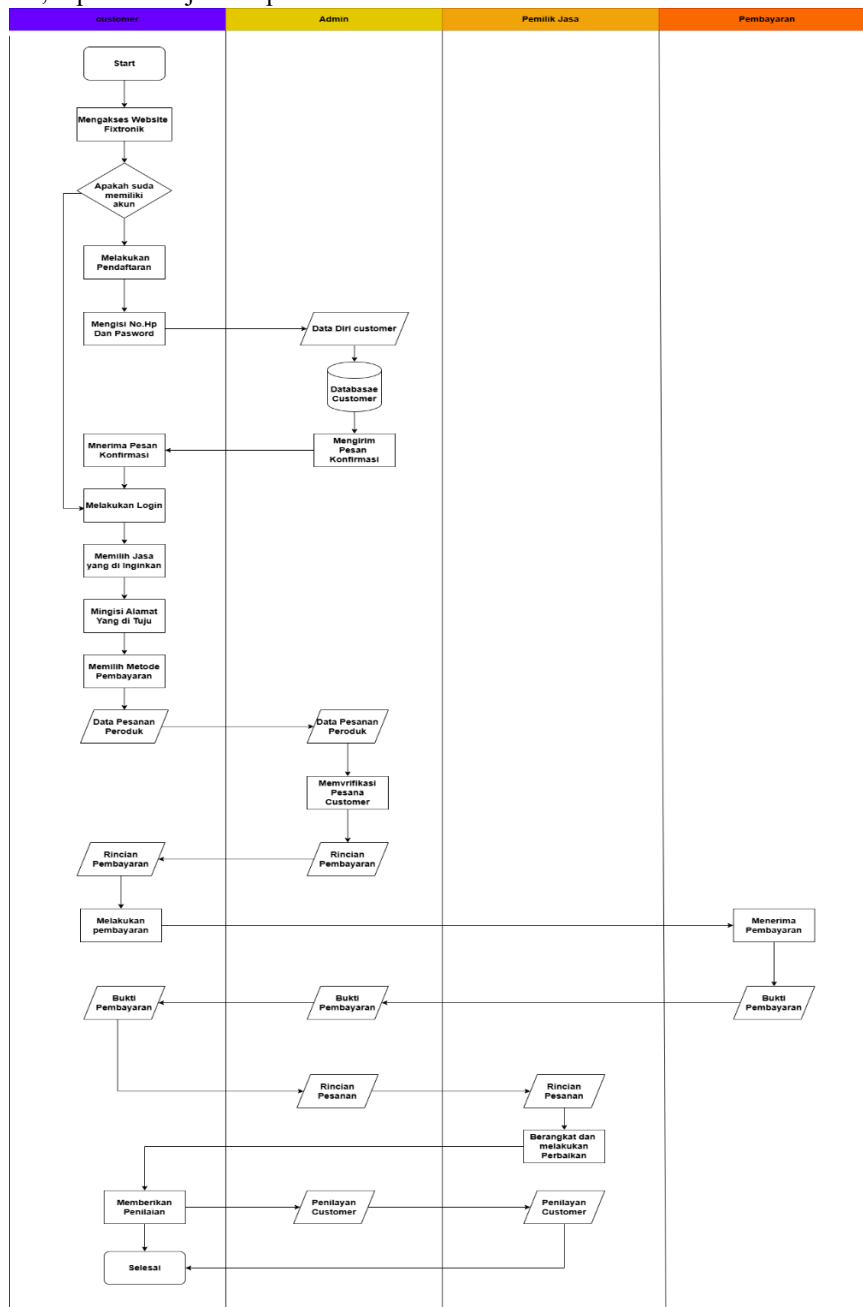 customer
Admin
Pemilik Jasa
Pembayaran
Start
Mengakses Website
Fixtronik
Apakah suda
memiliki
akun
Melakukan
Pendaftaran
Mengisi No.Hp
Dan Pasword
Data Diri customer
Databasae
Customer
Mengirim
Pesan
Konfirmasi
Mnerima Pesan
Konfirmasi
Melakukan Login
Memilih Jasa
yang di Inginkan
Mingisi Alamat
Yang di Tuju
Memilih Metode
Pembayaran
Data Pesanan
Peroduk
Data Pesanan
Peroduk
Memvrifikasi
Pesana
Customer
Rincian
Pembayaran
Rincian
Pembayaran
Melakukan
pembayaran
Menerima
Pembayaran
Bukti
Pembayaran
Bukti
Pembayaran
Bukti
Pembayaran
Rincian
Pesanan
Rincian
Pesanan
Berangkat dan
melakukan
Perbaikan
Memberikan
Penilaian
Penilayan
Customer
Penilayan
Customer
Selesai